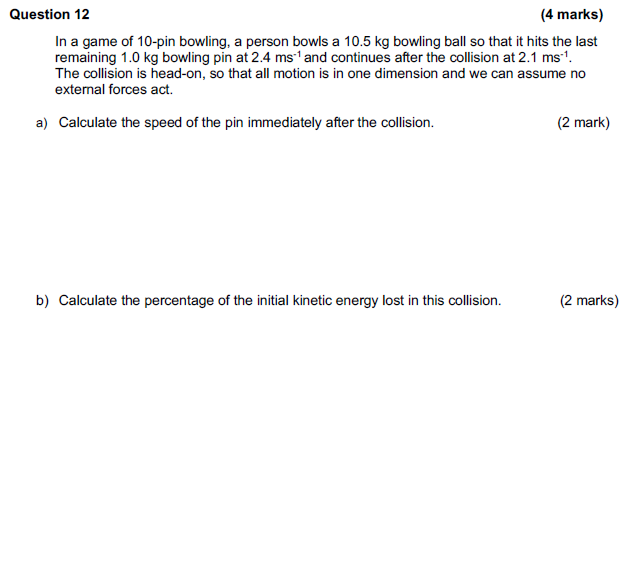 Question 12 (4 marks)
In a game of 10-pin bowling, a person bowls a 10.5 kg bowling ball so that it hits the last
remaining 1.0 kg bowling pin at 2.4 ms⁻¹ and continues after the collision at 2.1 ms⁻¹.
The collision is head-on, so that all motion is in one dimension and we can assume no
external forces act.
a) Calculate the speed of the pin immediately after the collision. (2 mark)
b) Calculate the percentage of the initial kinetic energy lost in this collision. (2 marks)